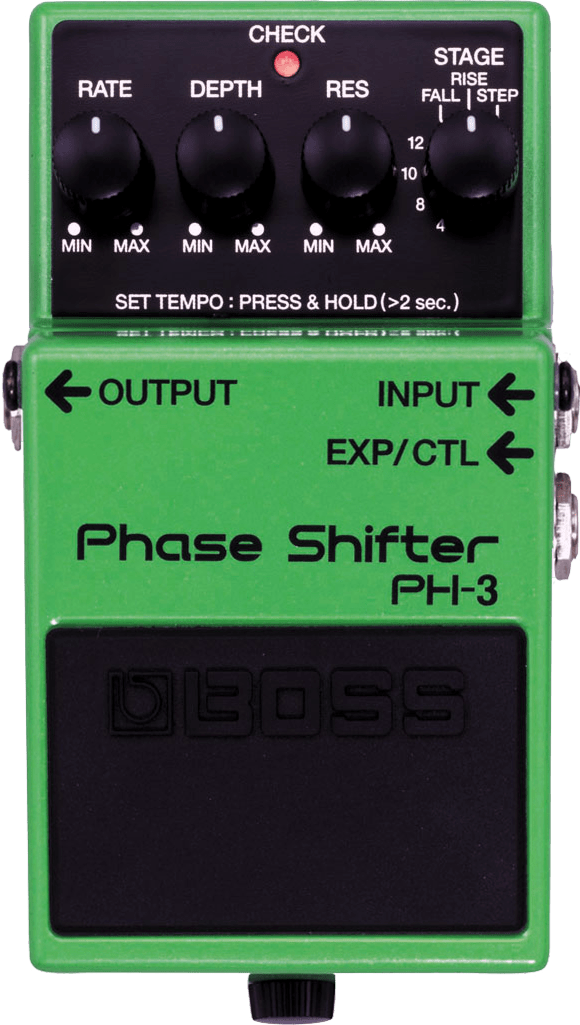 CHECK
STAGE
RATE DEPTH RES
RISE
FALL STEP
12
10
8
4
MIN MAX MIN MAX MIN MAX
SET TEMPO : PRESS & HOLD (>2 sec.)
OUTPUT INPUT
EXP/CTL
Phase Shifter
PH-3
BOSS